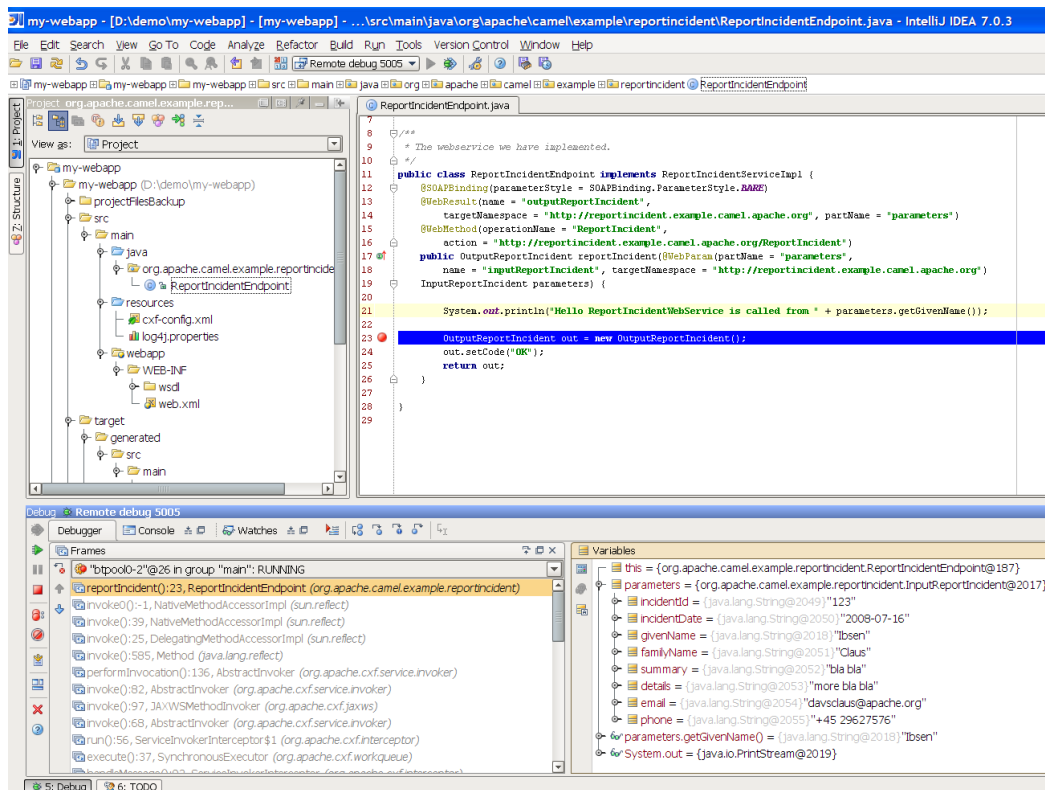 my-webapp - [D:\demo\my-webapp] - [my-webapp] - ...\src\main\java\org\apache\camel\example\reportincident\ReportIncidentEndpoint.java - IntelliJ IDEA 7.0.3
File Edit Search View Go To Code Analyze Refactor Build Run Tools Version Control Window Help
Remote debug 5005
my-webapp my-webapp my-webapp src main java org apache camel example reportincident ReportIncidentEndpoint
1: Project
Z: Structure
Project org.apache.camel.example.rep...
View as: Project
my-webapp
my-webapp (D:\demo\my-webapp)
projectFilesBackup
src
main
java
org.apache.camel.example.reportincide
ReportIncidentEndpoint
resources
cxf-config.xml
log4j.properties
webapp
WEB-INF
wsdl
web.xml
target
generated
src
main
ReportIncidentEndpoint.java
7
8 /**
9 * The webservice we have implemented.
10 */
11 public class ReportIncidentEndpoint implements ReportIncidentServiceImpl {
12 @SOAPBinding(parameterStyle = SOAPBinding.ParameterStyle.BARE)
13 @WebResult(name = "outputReportIncident",
14 targetNamespace = "http://reportincident.example.camel.apache.org", partName = "parameters")
15 @WebMethod(operationName = "ReportIncident",
16 action = "http://reportincident.example.camel.apache.org/ReportIncident")
17 public OutputReportIncident reportIncident(@WebParam(partName = "parameters",
18 name = "inputReportIncident", targetNamespace = "http://reportincident.example.camel.apache.org")
19 InputReportIncident parameters) {
20
21 System.out.println("Hello ReportIncidentWebService is called from " + parameters.getGivenName());
22
23 OutputReportIncident out = new OutputReportIncident();
24 out.setCode("OK");
25 return out;
26 }
27
28 }
29
Debug Remote debug 5005
Debugger Console Watches
Frames
"btpool0-2"@26 in group "main": RUNNING
reportIncident():23, ReportIncidentEndpoint (org.apache.camel.example.reportincident)
invoke0():-1, NativeMethodAccessorImpl (sun.reflect)
invoke():39, NativeMethodAccessorImpl (sun.reflect)
invoke():25, DelegatingMethodAccessorImpl (sun.reflect)
invoke():585, Method (java.lang.reflect)
performInvocation():136, AbstractInvoker (org.apache.cxf.service.invoker)
invoke():82, AbstractInvoker (org.apache.cxf.service.invoker)
invoke():97, JAXWSMethodInvoker (org.apache.cxf.jaxws)
invoke():68, AbstractInvoker (org.apache.cxf.service.invoker)
run():56, ServiceInvokerInterceptor$1 (org.apache.cxf.interceptor)
execute():37, SynchronousExecutor (org.apache.cxf.workqueue)
Variables
this = {org.apache.camel.example.reportincident.ReportIncidentEndpoint@187}
parameters = {org.apache.camel.example.reportincident.InputReportIncident@2017}
incidentId = {java.lang.String@2049}"123"
incidentDate = {java.lang.String@2050}"2008-07-16"
givenName = {java.lang.String@2018}"Ibsen"
familyName = {java.lang.String@2051}"Claus"
summary = {java.lang.String@2052}"bla bla"
details = {java.lang.String@2053}"more bla bla"
email = {java.lang.String@2054}"davsclaus@apache.org"
phone = {java.lang.String@2055}"+45 29627576"
parameters.getGivenName() = {java.lang.String@2018}"Ibsen"
System.out = {java.io.PrintStream@2019}
5: Debug 6: TODO